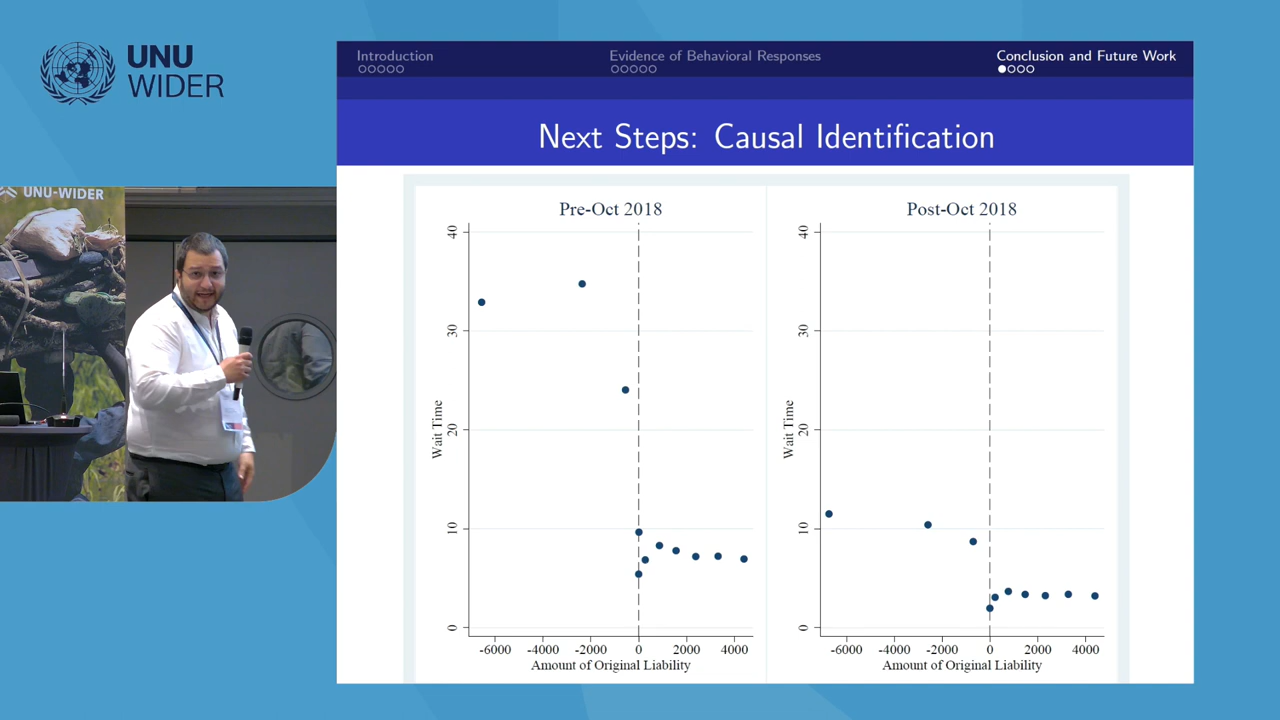 UNU
WIDER
UNU-WIDER
Introduction
Evidence of Behavioral Responses
Conclusion and Future Work
Next Steps: Causal Identification
Pre-Oct 2018
Post-Oct 2018
40
30
20
10
0
Wait Time
-6000 -4000 -2000 0 2000 4000
Amount of Original Liability
40
30
20
10
0
Wait Time
-6000 -4000 -2000 0 2000 4000
Amount of Original Liability